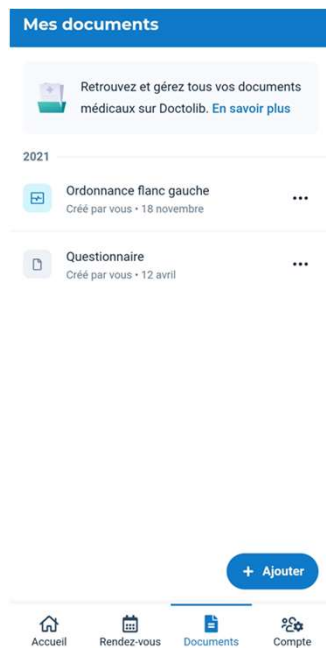 Mes documents
Retrouvez et gérez tous vos documents
médicaux sur Doctolib. En savoir plus
2021
Ordonnance flanc gauche
Créé par vous • 18 novembre
Questionnaire
Créé par vous • 12 avril
+ Ajouter
Accueil Rendez-vous Documents Compte